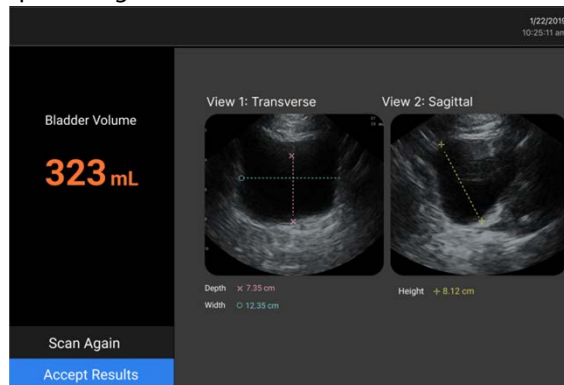 1/22/2019
10:25:11 am
View 1: Transverse
View 2: Sagittal
Bladder Volume
323 mL
Depth × 7.35 cm
Width ○ 12.35 cm
Height + 8.12 cm
Scan Again
Accept Results